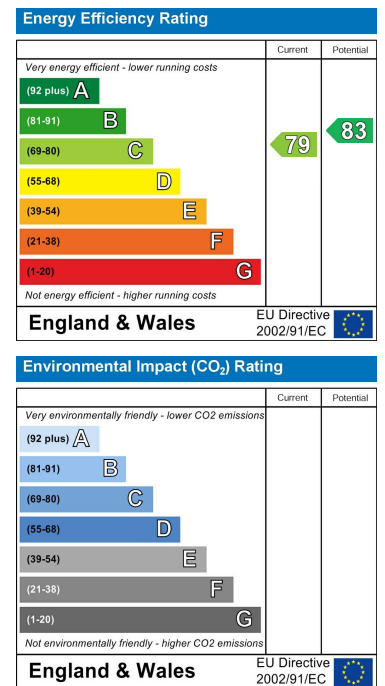 Energy Efficiency Rating
Current Potential
Very energy efficient - lower running costs
(92 plus) A
(81-91) B
(69-80) C
(55-68) D
(39-54) E
(21-38) F
(1-20) G
79
83
Not energy efficient - higher running costs
England & Wales
EU Directive
2002/91/EC
Environmental Impact (CO₂) Rating
Current Potential
Very environmentally friendly - lower CO2 emissions
(92 plus) A
(81-91) B
(69-80) C
(55-68) D
(39-54) E
(21-38) F
(1-20) G
Not environmentally friendly - higher CO2 emissions
England & Wales
EU Directive
2002/91/EC